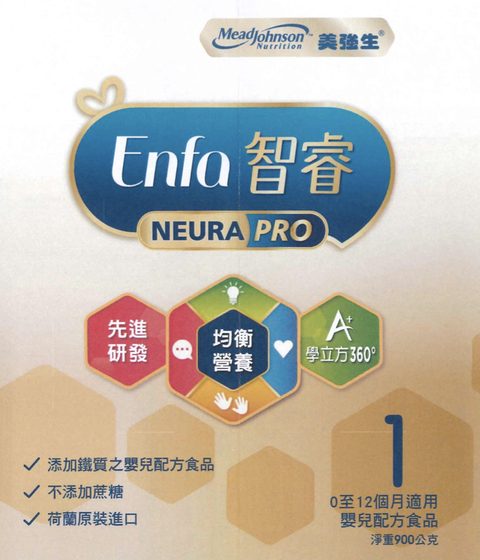 MeadJohnson™
Nutrition
美強生®
Enfa 智睿
NEURA PRO
先進
研發
均衡
營養
A+
學立方360°
1
✓ 添加鐵質之嬰兒配方食品
✓ 不添加蔗糖
✓ 荷蘭原裝進口
0至12個月適用
嬰兒配方食品
淨重900公克